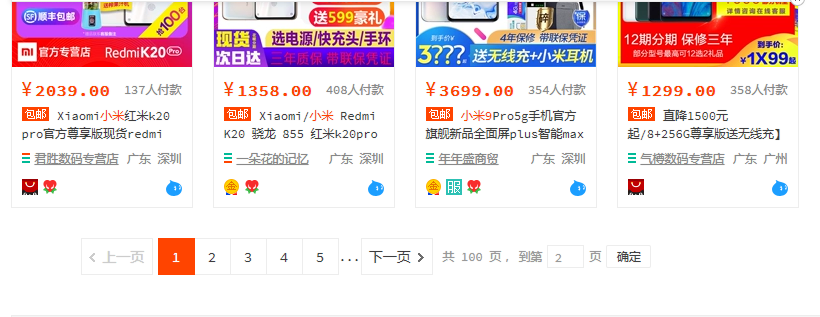 顺丰包邮
抢100台
官方专营店 RedmiK20 Pro
送599豪礼
现货 选电源/快充头/手环
次日达 三年质保 带联保凭证
到手价
4年保修 带联保凭证
3???起 送无线充+小米耳机
详情咨询在线客服
12期分期 保修三年
部分型号最高可12选2礼品
到手价:
¥1X99起
¥2039.00 137人付款
包邮 Xiaomi小米红米k20
pro官方尊享版现货redmi
君胜数码专营店 广东 深圳
¥1358.00 408人付款
包邮 Xiaomi/小米 Redmi
K20 骁龙 855 红米k20pro
一朵花的记忆 广东 深圳
¥3699.00 354人付款
包邮 小米9Pro5g手机官方
旗舰新品全面屏plus智能max
年年盛商贸 广东 深圳
¥1299.00 358人付款
包邮 直降1500元
起/8+256G尊享版送无线充】
气樽数码专营店 广东 广州
金
金 服
上一页 1 2 3 4 5 ... 下一页 共 100 页, 到第 2 页 确定